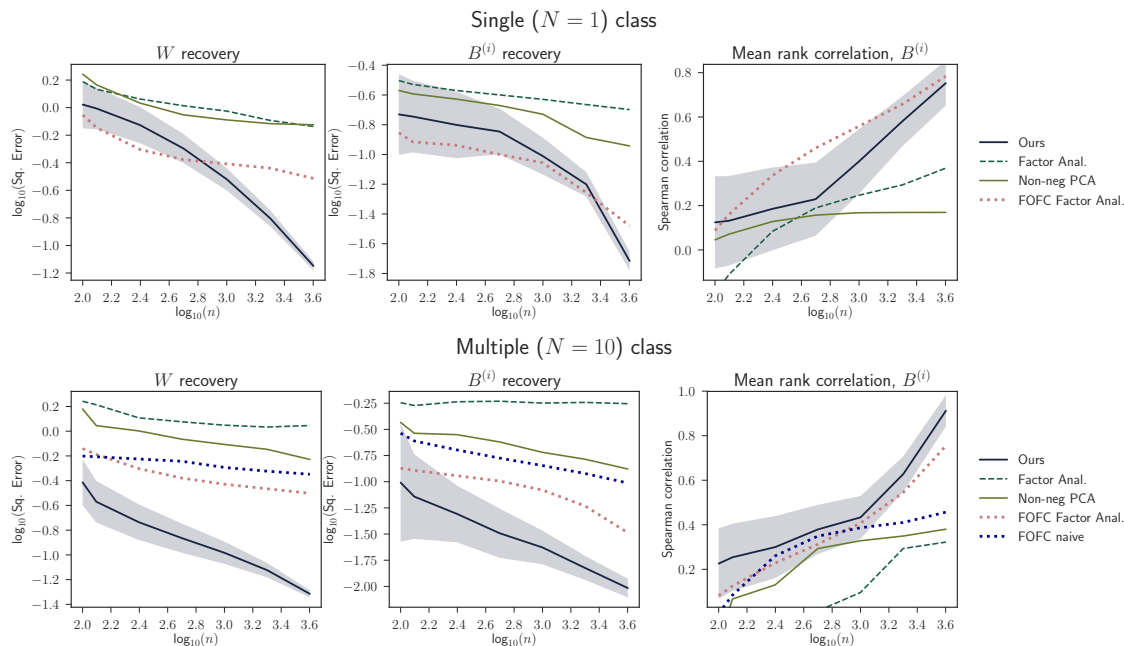 Single (N = 1) class
W recovery
log₁₀(Sq. Error)
0.2
0.0
−0.2
−0.4
−0.6
−0.8
−1.0
−1.2
2.0 2.2 2.4 2.6 2.8 3.0 3.2 3.4 3.6
log₁₀(n)
B⁽ⁱ⁾ recovery
log₁₀(Sq. Error)
−0.4
−0.6
−0.8
−1.0
−1.2
−1.4
−1.6
−1.8
2.0 2.2 2.4 2.6 2.8 3.0 3.2 3.4 3.6
log₁₀(n)
Mean rank correlation, B⁽ⁱ⁾
Spearman correlation
0.8
0.6
0.4
0.2
0.0
2.0 2.2 2.4 2.6 2.8 3.0 3.2 3.4 3.6
log₁₀(n)
Ours
Factor Anal.
Non-neg PCA
FOFC Factor Anal.
Multiple (N = 10) class
W recovery
log₁₀(Sq. Error)
0.2
0.0
−0.2
−0.4
−0.6
−0.8
−1.0
−1.2
−1.4
2.0 2.2 2.4 2.6 2.8 3.0 3.2 3.4 3.6
log₁₀(n)
B⁽ⁱ⁾ recovery
log₁₀(Sq. Error)
−0.25
−0.50
−0.75
−1.00
−1.25
−1.50
−1.75
−2.00
2.0 2.2 2.4 2.6 2.8 3.0 3.2 3.4 3.6
log₁₀(n)
Mean rank correlation, B⁽ⁱ⁾
Spearman correlation
1.0
0.8
0.6
0.4
0.2
2.0 2.2 2.4 2.6 2.8 3.0 3.2 3.4 3.6
log₁₀(n)
Ours
Factor Anal.
Non-neg PCA
FOFC Factor Anal.
FOFC naive